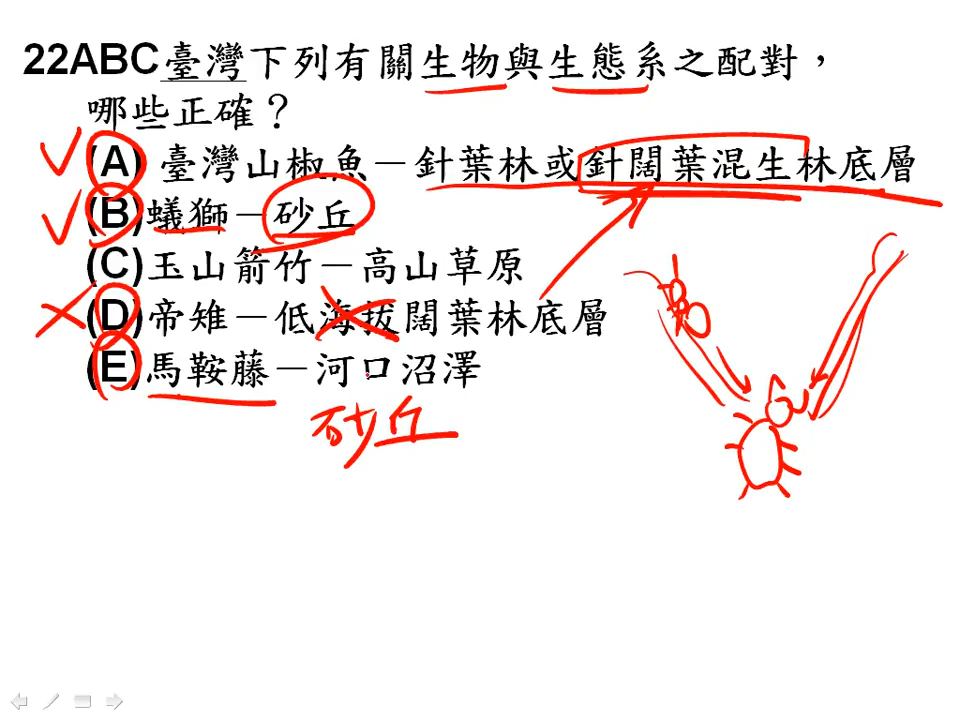 22ABC臺灣下列有關生物與生態系之配對，
哪些正確？
(A) 臺灣山椒魚－針葉林或針闊葉混生林底層
(B)蟻獅－砂丘
(C)玉山箭竹－高山草原
(D)帝雉－低海拔闊葉林底層
(E)馬鞍藤－河口沼澤
砂丘